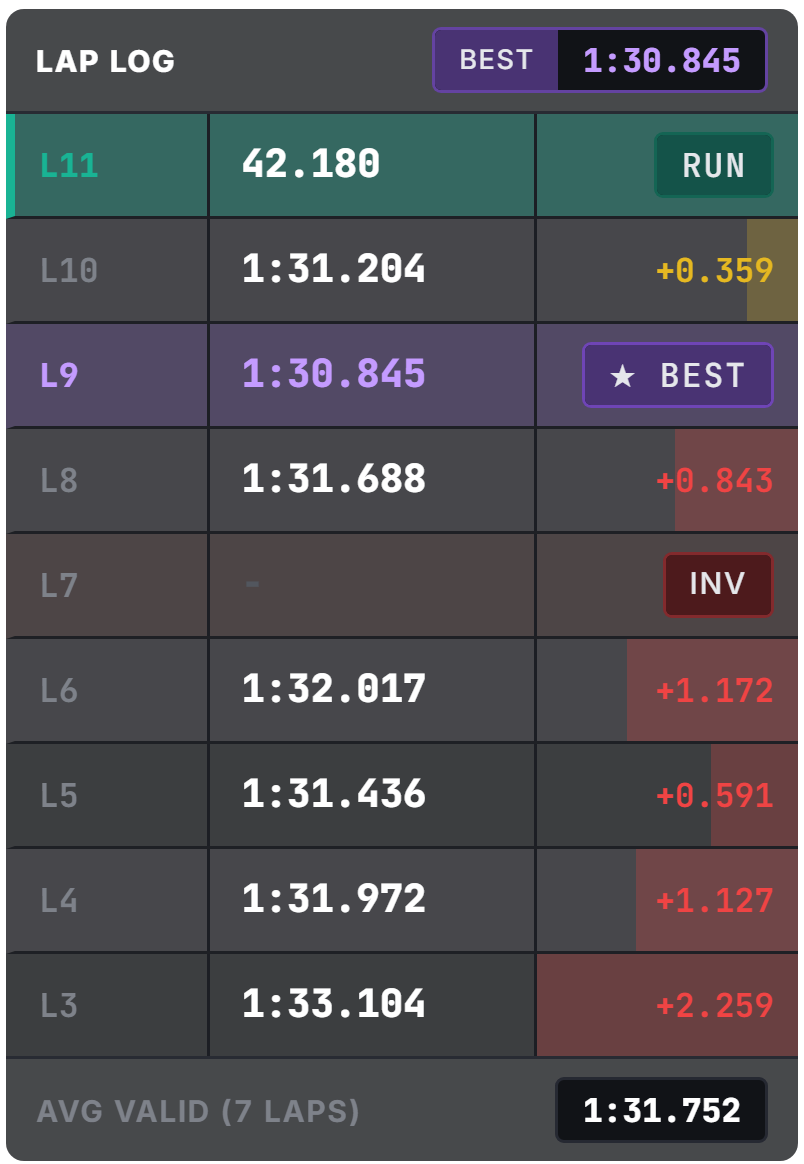 LAP LOG BEST 1:30.845
L11 42.180 RUN
L10 1:31.204 +0.359
L9 1:30.845 ★ BEST
L8 1:31.688 +0.843
L7 - INV
L6 1:32.017 +1.172
L5 1:31.436 +0.591
L4 1:31.972 +1.127
L3 1:33.104 +2.259
AVG VALID (7 LAPS) 1:31.752